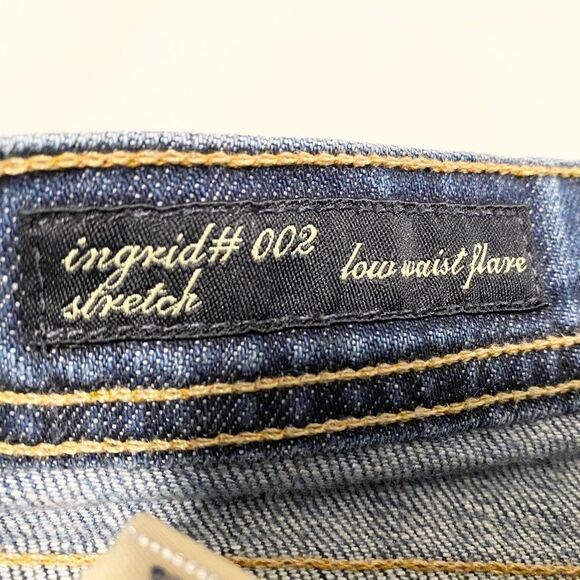 ingrid# 002 low waist flare
stretch